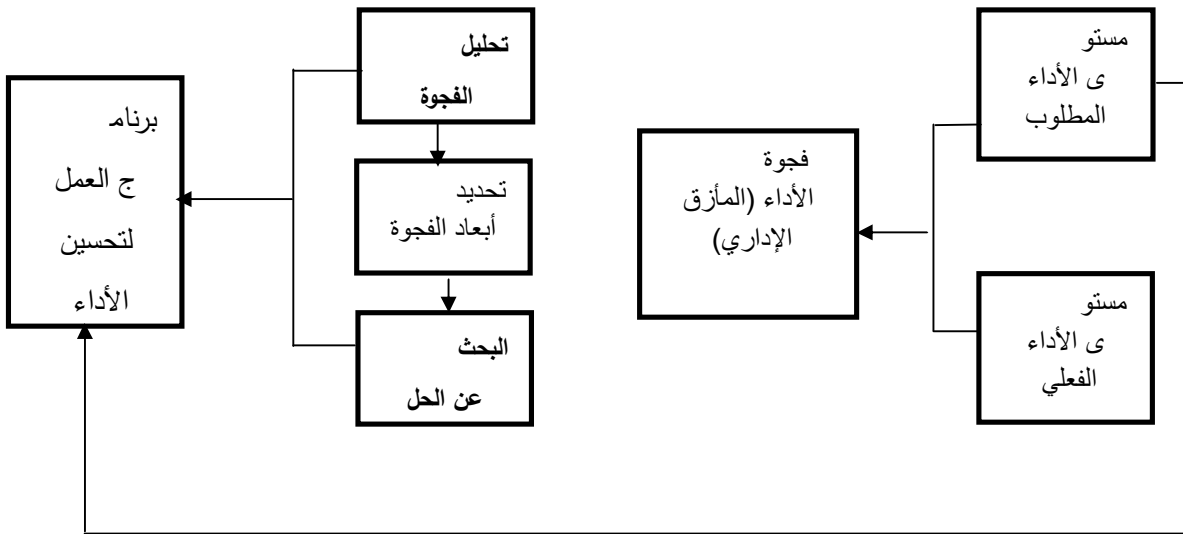 مستو
ى الأداء
المطلوب
مستو
ى الأداء
الفعلي
فجوة
الأداء (المأزق
الإداري)
تحليل
الفجوة
تحديد
أبعاد الفجوة
البحث
عن الحل
برنامـ
ج العمل
لتحسين
الأداء